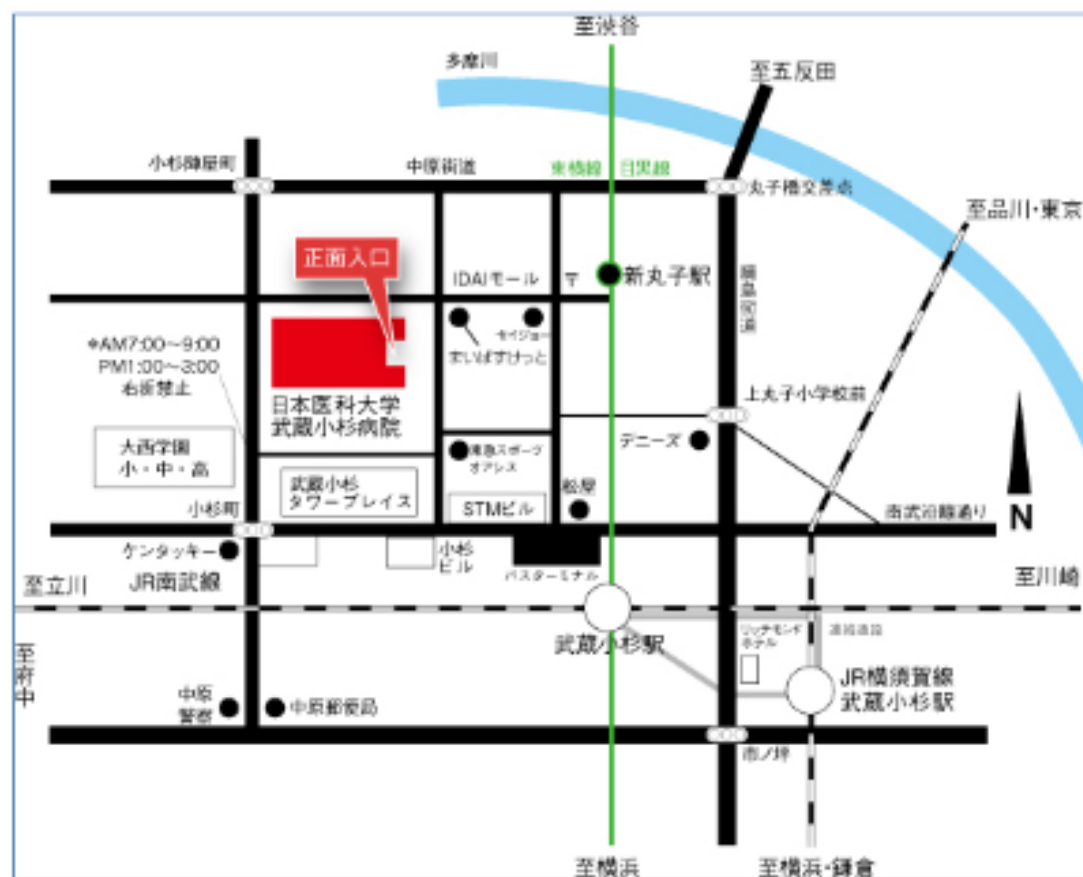 至渋谷
多摩川
至五反田
小杉陣屋町
中原街道
東横線
目黒線
丸子橋交差点
至品川・東京
正面入口
IDAIモール
〒
新丸子駅
綱島街道
セイジョー
まいばすけっと
*AM7:00〜9:00
PM1:00〜3:00
右折禁止
日本医科大学
武蔵小杉病院
上丸子小学校前
デニーズ
大西学園
小・中・高
東急スポーツ
オアシス
武蔵小杉
タワープレイス
松屋
STMビル
小杉町
南武沿線通り
N
ケンタッキー
小杉
ビル
バスターミナル
至立川
JR南武線
至川崎
武蔵小杉駅
リッチモンド
ホテル
連絡通路
至府中
JR横須賀線
武蔵小杉駅
中原
警察
中原郵便局
市ノ坪
至横浜
至横浜・鎌倉